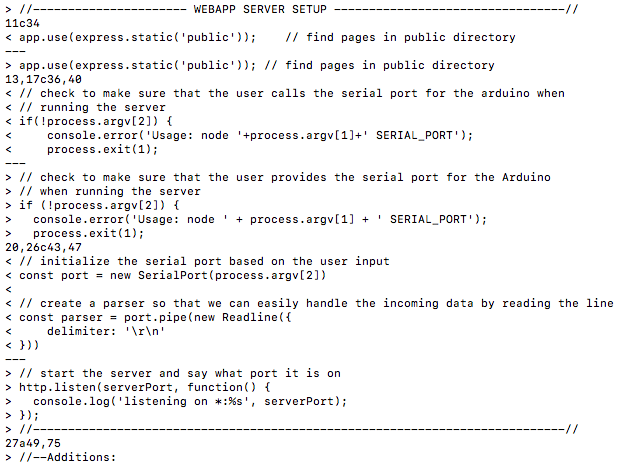 > //---------------------- WEBAPP SERVER SETUP ---------------------------------//
11c34
< app.use(express.static('public'));    // find pages in public directory
---
> app.use(express.static('public')); // find pages in public directory
13,17c36,40
< // check to make sure that the user calls the serial port for the arduino when
< // running the server
< if(!process.argv[2]) {
<     console.error('Usage: node '+process.argv[1]+' SERIAL_PORT');
<     process.exit(1);
---
> // check to make sure that the user provides the serial port for the Arduino
> // when running the server
> if (!process.argv[2]) {
>   console.error('Usage: node ' + process.argv[1] + ' SERIAL_PORT');
>   process.exit(1);
20,26c43,47
< // initialize the serial port based on the user input
< const port = new SerialPort(process.argv[2])
<
< // create a parser so that we can easily handle the incoming data by reading the line
< const parser = port.pipe(new Readline({
<     delimiter: '\r\n'
< }))
---
> // start the server and say what port it is on
> http.listen(serverPort, function() {
>   console.log('listening on *:%s', serverPort);
> });
> //----------------------------------------------------------------------------//
27a49,75
> //--Additions: